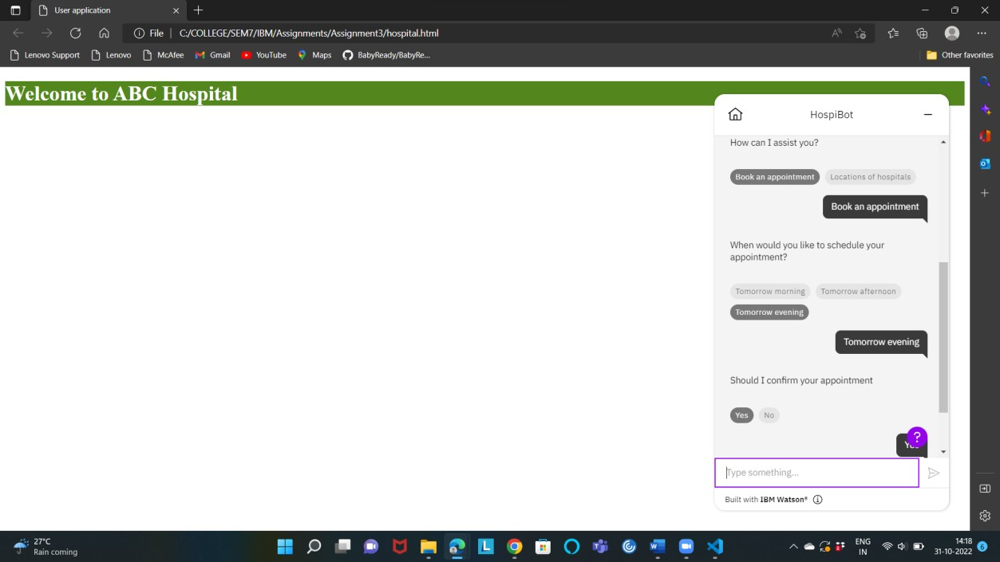 User application
File
C:/COLLEGE/SEM7/IBM/Assignments/Assignment3/hospital.html
Lenovo Support
Lenovo
McAfee
Gmail
YouTube
Maps
BabyReady/BabyRe...
Other favorites
Welcome to ABC Hospital
HospiBot
How can I assist you?
Book an appointment
Locations of hospitals
Book an appointment
When would you like to schedule your
appointment?
Tomorrow morning
Tomorrow afternoon
Tomorrow evening
Tomorrow evening
Should I confirm your appointment
Yes
No
?
Type something...
Built with IBM Watson®
27°C
Rain coming
ENG
IN
14:18
31-10-2022
6